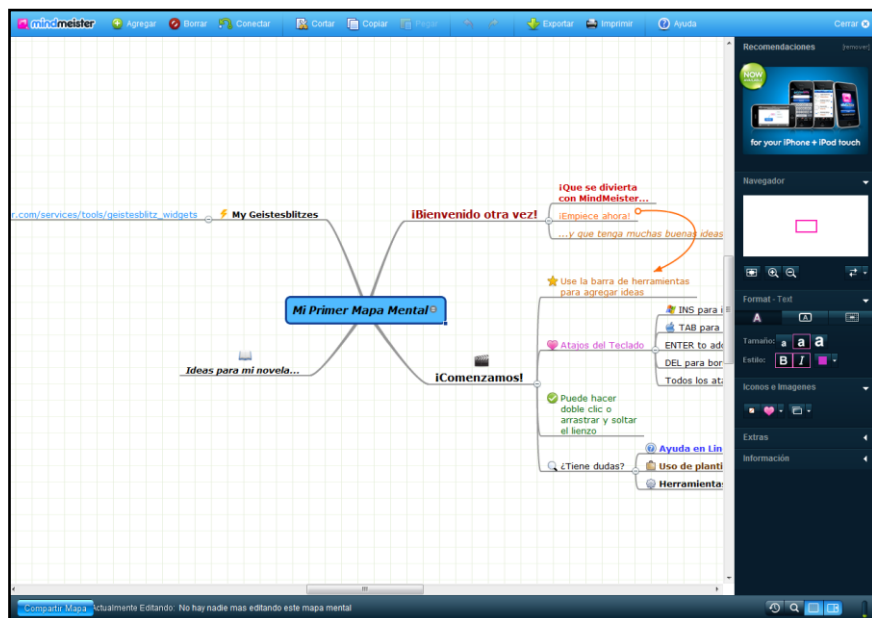 mindmeister Agregar Borrar Conectar Cortar Copiar Pegar Exportar Imprimir Ayuda Cerrar
Recomendaciones [remover]
NOW
for your iPhone + iPod touch
Navegador
Format - Text
Tamaño: a a a
Estilo: B I
Iconos e Imagenes
Extras
Información
r.com/services/tools/geistesblitz_widgets
My Geistesblitzes
¡Bienvenido otra vez!
¡Que se divierta
con MindMeister...
¡Empiece ahora!
...y que tenga muchas buenas ideas
Mi Primer Mapa Mental
Ideas para mi novela...
¡Comenzamos!
Use la barra de herramientas
para agregar ideas
Atajos del Teclado
INS para i
TAB para
ENTER to add
DEL para bor
Todos los ata
Puede hacer
doble clic o
arrastrar y soltar
el lienzo
¿Tiene dudas?
Ayuda en Lin
Uso de planti
Herramientas
Compartir Mapa Actualmente Editando: No hay nadie mas editando este mapa mental